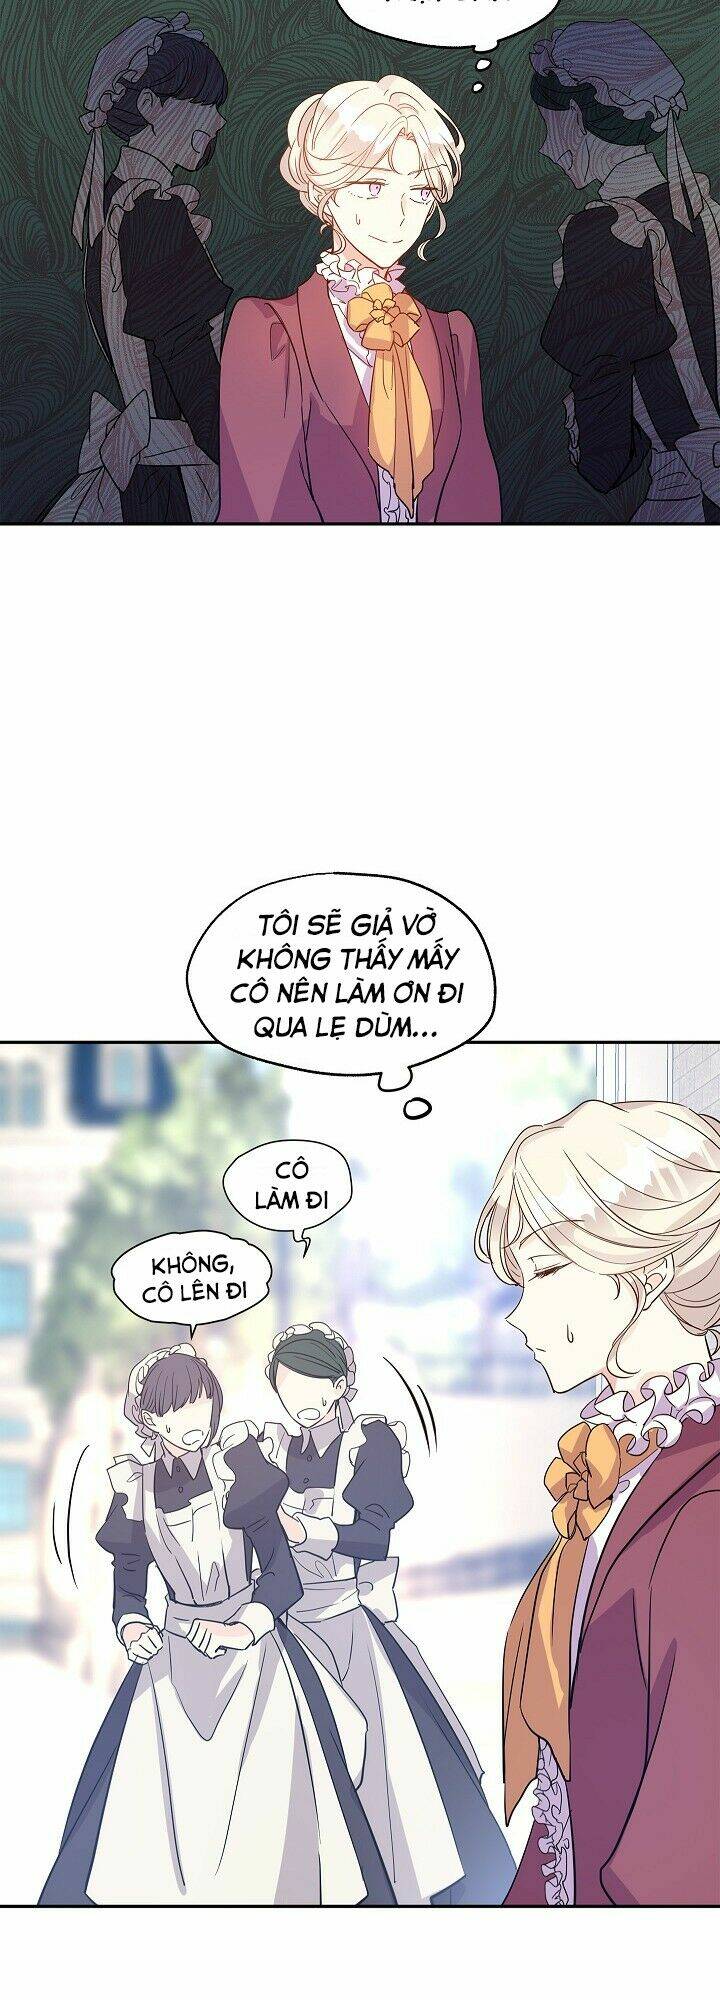 TÔI SẼ GIẢ VỜ
KHÔNG THẤY MẤY
CÔ NÊN LÀM ƠN ĐI
QUA LẸ DÙM...
CÔ
LÀM ĐI
KHÔNG,
CÔ LÊN ĐI